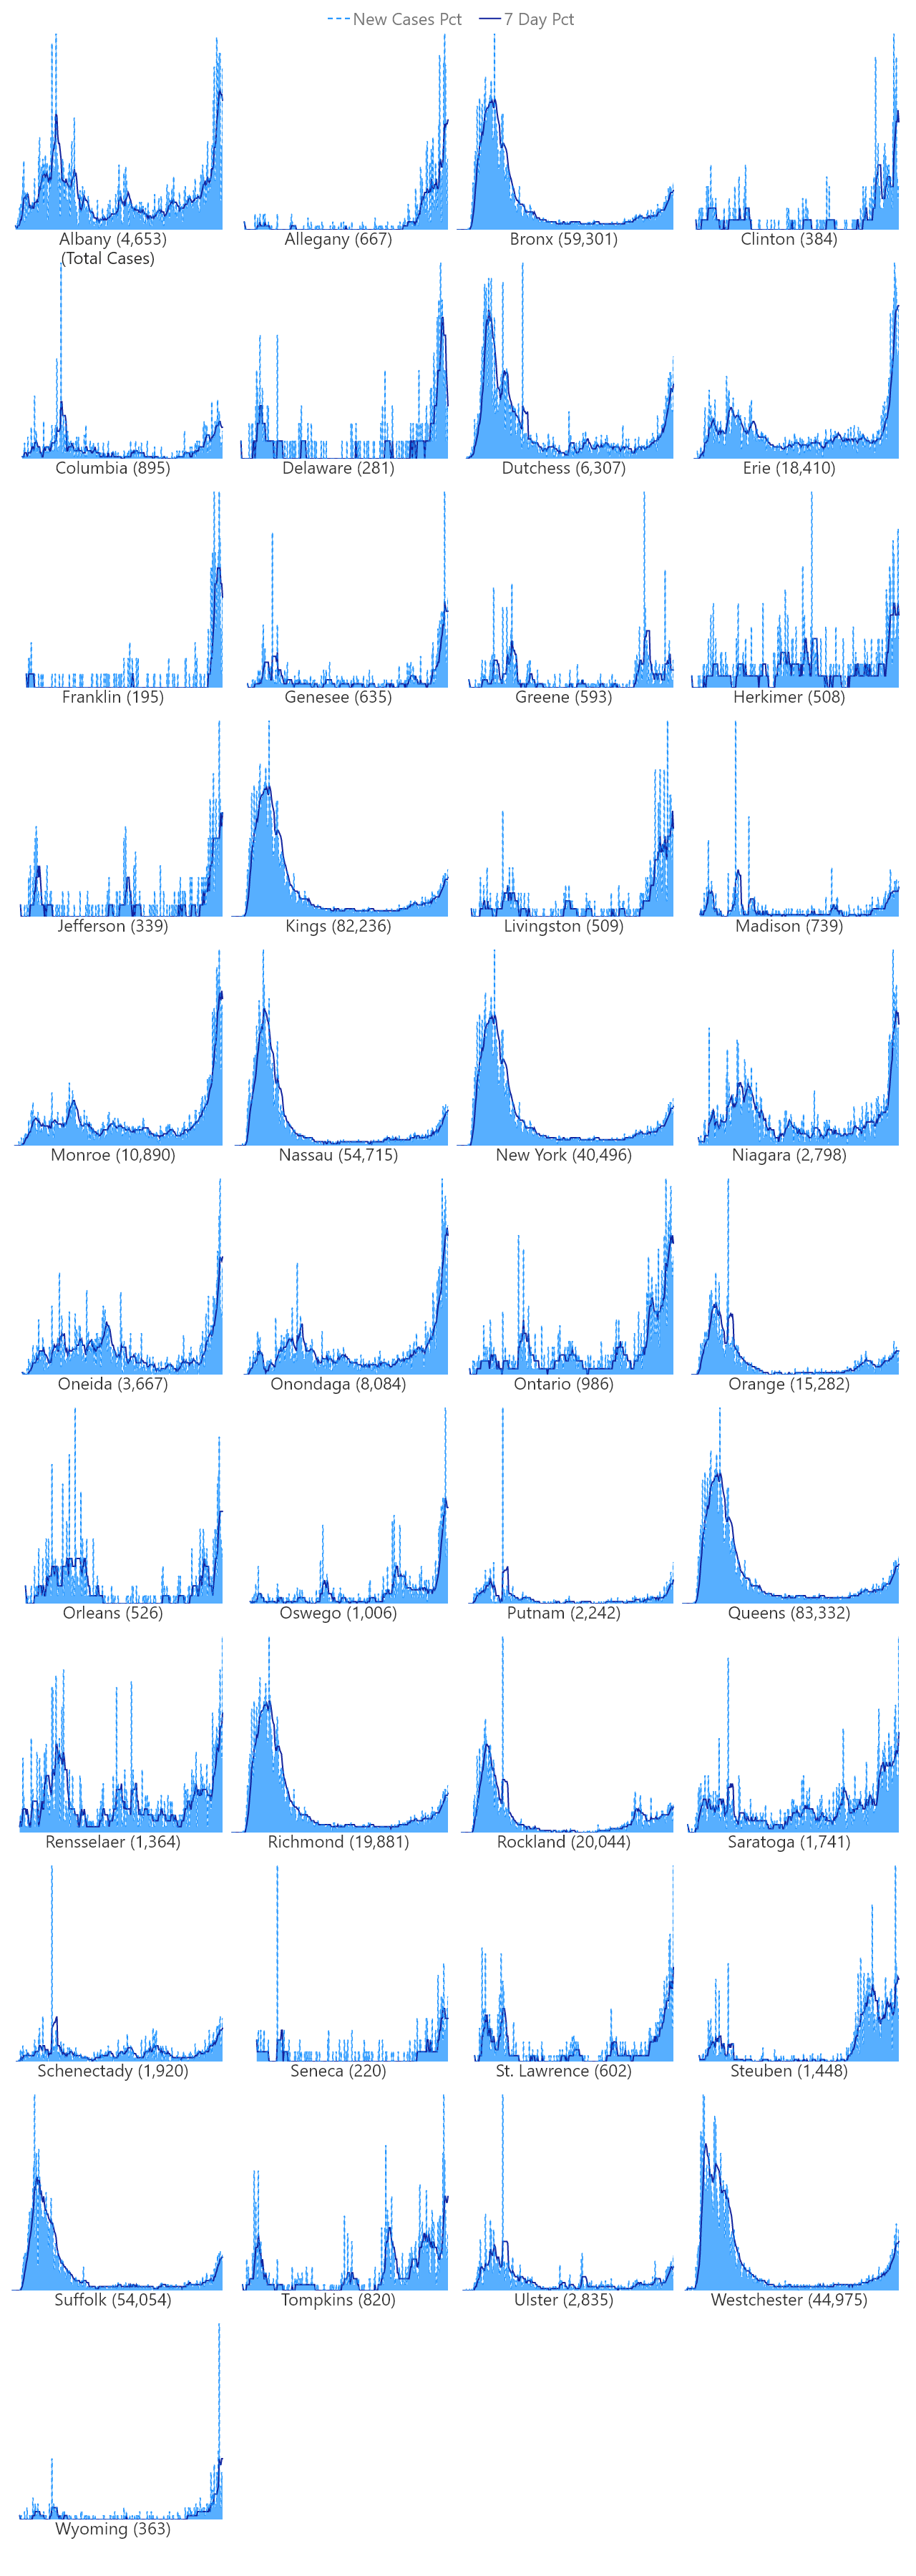 New Cases Pct 7 Day Pct
Albany (4,653) Allegany (667) Bronx (59,301) Clinton (384)
(Total Cases)
Columbia (895) Delaware (281) Dutchess (6,307) Erie (18,410)
Franklin (195) Genesee (635) Greene (593) Herkimer (508)
Jefferson (339) Kings (82,236) Livingston (509) Madison (739)
Monroe (10,890) Nassau (54,715) New York (40,496) Niagara (2,798)
Oneida (3,667) Onondaga (8,084) Ontario (986) Orange (15,282)
Orleans (526) Oswego (1,006) Putnam (2,242) Queens (83,332)
Rensselaer (1,364) Richmond (19,881) Rockland (20,044) Saratoga (1,741)
Schenectady (1,920) Seneca (220) St. Lawrence (602) Steuben (1,448)
Suffolk (54,054) Tompkins (820) Ulster (2,835) Westchester (44,975)
Wyoming (363)